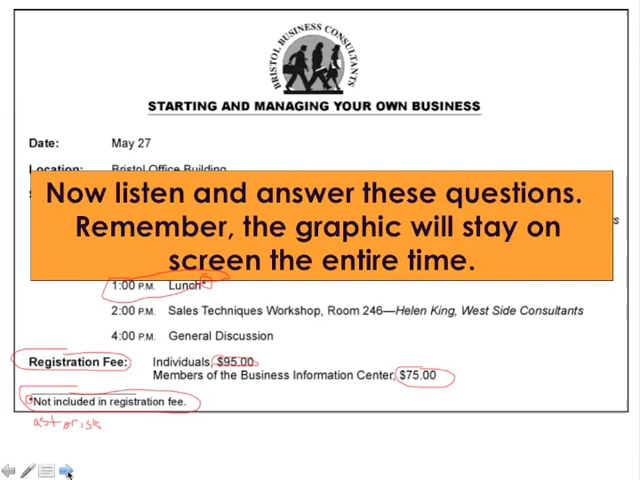 BRISTOL BUSINESS CONSULTANTS
STARTING AND MANAGING YOUR OWN BUSINESS
Date: May 27
Location: Bristol Office Building
Now listen and answer these questions.
Remember, the graphic will stay on
screen the entire time.
1:00 P.M. Lunch*
2:00 P.M. Sales Techniques Workshop, Room 246—Helen King, West Side Consultants
4:00 P.M. General Discussion
Registration Fee: Individuals, $95.00
Members of the Business Information Center, $75.00
*Not included in registration fee.
astorisk